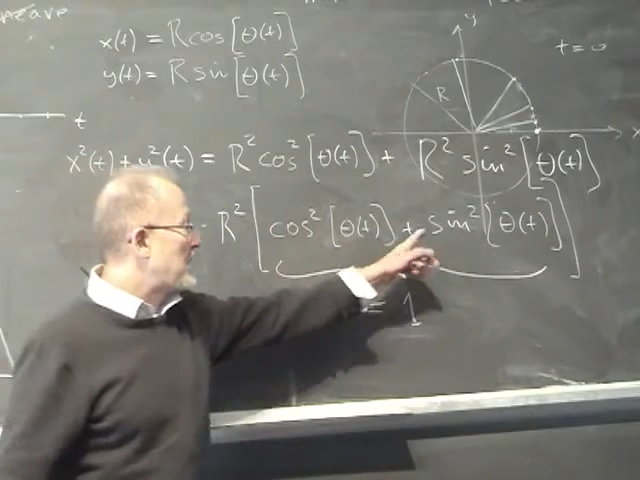 x(t) = R cos [θ(t)]
y(t) = R sin [θ(t)]
y
t = 0
R
x
t
x²(t) + y²(t) = R² cos² [θ(t)] + R² sin² [θ(t)]
= R² [cos² [θ(t)] + sin² [θ(t)]]
= 1